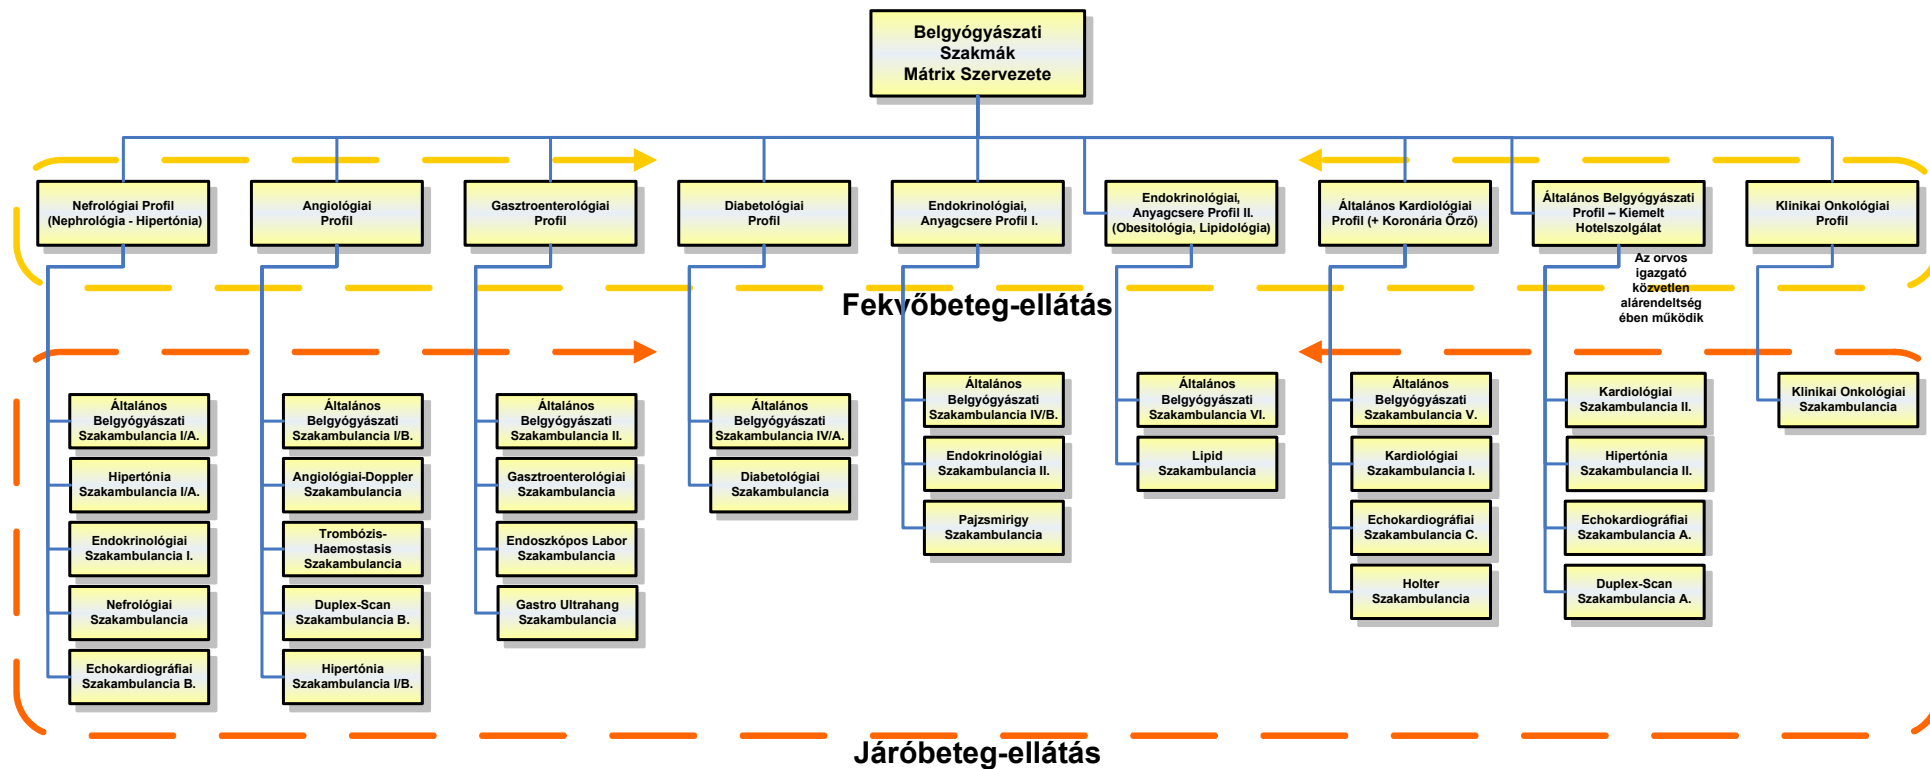 Belgyógyászati
Szakmák
Mátrix Szervezete
Nefrológiai Profil
(Nephrológia - Hipertónia)
Angiológiai
Profil
Gasztroenterológiai
Profil
Diabetológiai
Profil
Endokrinológiai,
Anyagcsere Profil I.
Endokrinológiai,
Anyagcsere Profil II.
(Obesitológia, Lipidológia)
Általános Kardiológiai
Profil (+ Koronária Őrző)
Általános Belgyógyászati
Profil – Kiemelt
Hotelszolgálat
Klinikai Onkológiai
Profil
Az orvos
igazgató
közvetlen
alárendeltség
ében működik
Fekvőbeteg-ellátás
Általános
Belgyógyászati
Szakambulancia I/A.
Hipertónia
Szakambulancia I/A.
Endokrinológiai
Szakambulancia I.
Nefrológiai
Szakambulancia
Echokardiográfiai
Szakambulancia B.
Általános
Belgyógyászati
Szakambulancia I/B.
Angiológiai-Doppler
Szakambulancia
Trombózis-
Haemostasis
Szakambulancia
Duplex-Scan
Szakambulancia B.
Hipertónia
Szakambulancia I/B.
Általános
Belgyógyászati
Szakambulancia II.
Gasztroenterológiai
Szakambulancia
Endoszkópos Labor
Szakambulancia
Gastro Ultrahang
Szakambulancia
Általános
Belgyógyászati
Szakambulancia IV/A.
Diabetológiai
Szakambulancia
Általános
Belgyógyászati
Szakambulancia IV/B.
Endokrinológiai
Szakambulancia II.
Pajzsmirigy
Szakambulancia
Általános
Belgyógyászati
Szakambulancia VI.
Lipid
Szakambulancia
Általános
Belgyógyászati
Szakambulancia V.
Kardiológiai
Szakambulancia I.
Echokardiográfiai
Szakambulancia C.
Holter
Szakambulancia
Kardiológiai
Szakambulancia II.
Hipertónia
Szakambulancia II.
Echokardiográfiai
Szakambulancia A.
Duplex-Scan
Szakambulancia A.
Klinikai Onkológiai
Szakambulancia
Járóbeteg-ellátás